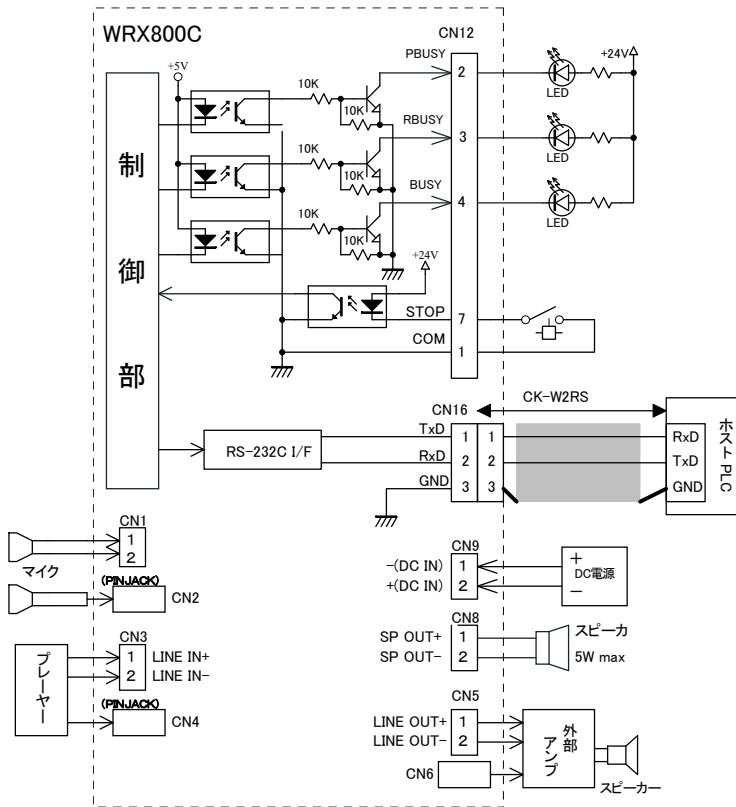 WRX800C
CN12
+5V
PBUSY
2
+24V
10K
10K
LED
RBUSY
3
10K
10K
LED
BUSY
4
10K
10K
LED
+24V
STOP
7
COM
1
制
御
部
CN16
CK-W2RS
TxD
1
1
RxD
RxD
2
2
TxD
GND
3
3
GND
ホスト PLC
RS-232C I/F
CN1
1
2
マイク
(PINJACK)
CN2
CN3
1
LINE IN+
2
LINE IN-
プレーヤー
(PINJACK)
CN4
CN9
-(DC IN)
1
+(DC IN)
2
+
DC電源
−
CN8
SP OUT+
1
SP OUT-
2
スピーカ
5W max
CN5
LINE OUT+
1
LINE OUT-
2
CN6
外部
アンプ
スピーカー